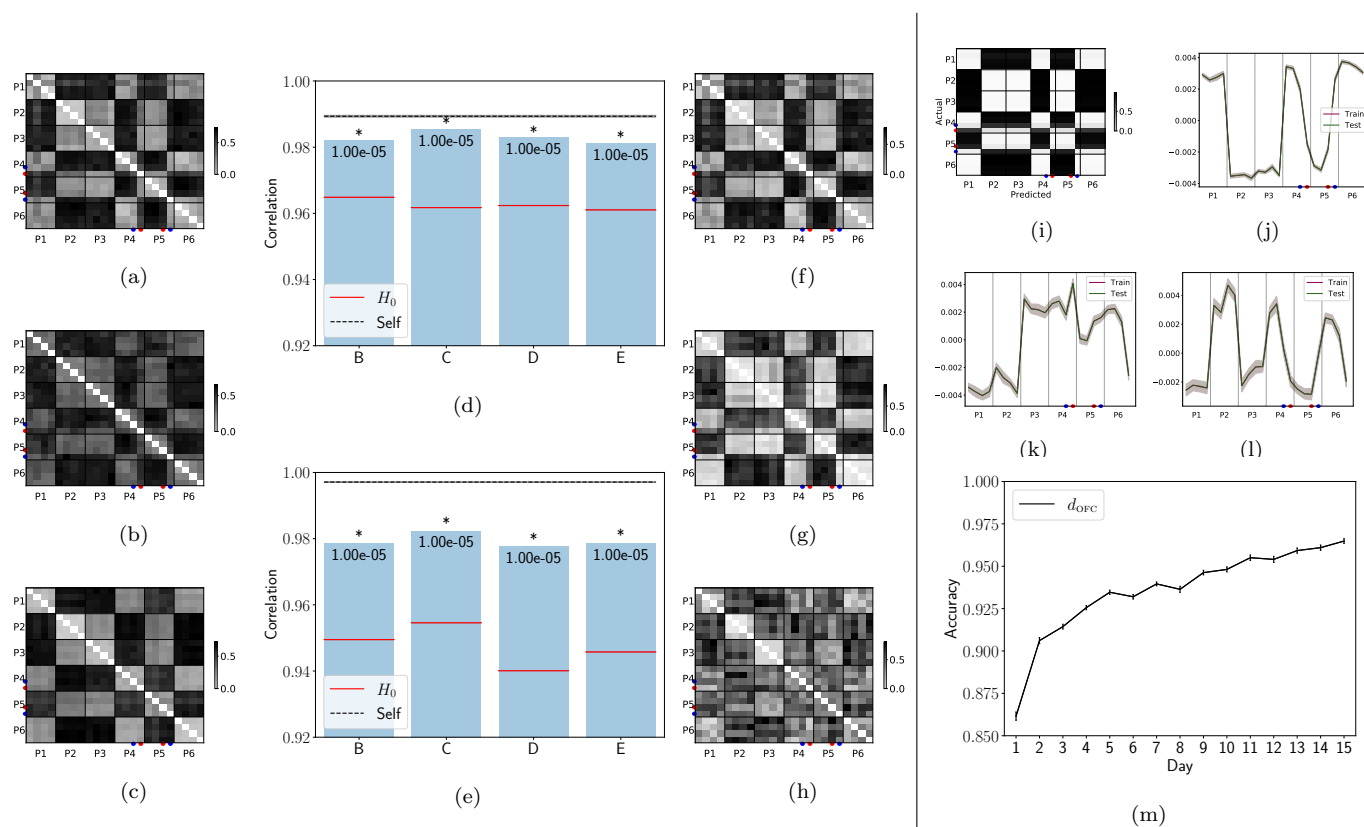 P1
P2
P3
P4
P5
P6
0.5
0.0
P1 P2 P3 P4 P5 P6
(a)
P1
P2
P3
P4
P5
P6
0.5
0.0
P1 P2 P3 P4 P5 P6
(b)
P1
P2
P3
P4
P5
P6
0.5
0.0
P1 P2 P3 P4 P5 P6
(c)
1.00
0.98
0.96
0.94
0.92
Correlation
* * * *
1.00e-05 1.00e-05 1.00e-05 1.00e-05
H₀
Self
B C D E
(d)
1.00
0.98
0.96
0.94
0.92
Correlation
* * * *
1.00e-05 1.00e-05 1.00e-05 1.00e-05
H₀
Self
B C D E
(e)
P1
P2
P3
P4
P5
P6
0.5
0.0
P1 P2 P3 P4 P5 P6
(f)
P1
P2
P3
P4
P5
P6
0.5
0.0
P1 P2 P3 P4 P5 P6
(g)
P1
P2
P3
P4
P5
P6
0.5
0.0
P1 P2 P3 P4 P5 P6
(h)
P1
P2
P3
P4
P5
P6
Actual
0.5
0.0
P1 P2 P3 P4 P5 P6
Predicted
(i)
0.004
0.002
0.000
−0.002
−0.004
Train
Test
P1 P2 P3 P4 P5 P6
(j)
0.004
0.002
0.000
−0.002
−0.004
Train
Test
P1 P2 P3 P4 P5 P6
(k)
0.004
0.002
0.000
−0.002
Train
Test
P1 P2 P3 P4 P5 P6
(l)
1.000
0.975
0.950
0.925
0.900
0.875
0.850
Accuracy
d_OFC
1 2 3 4 5 6 7 8 9 10 11 12 13 14 15
Day
(m)